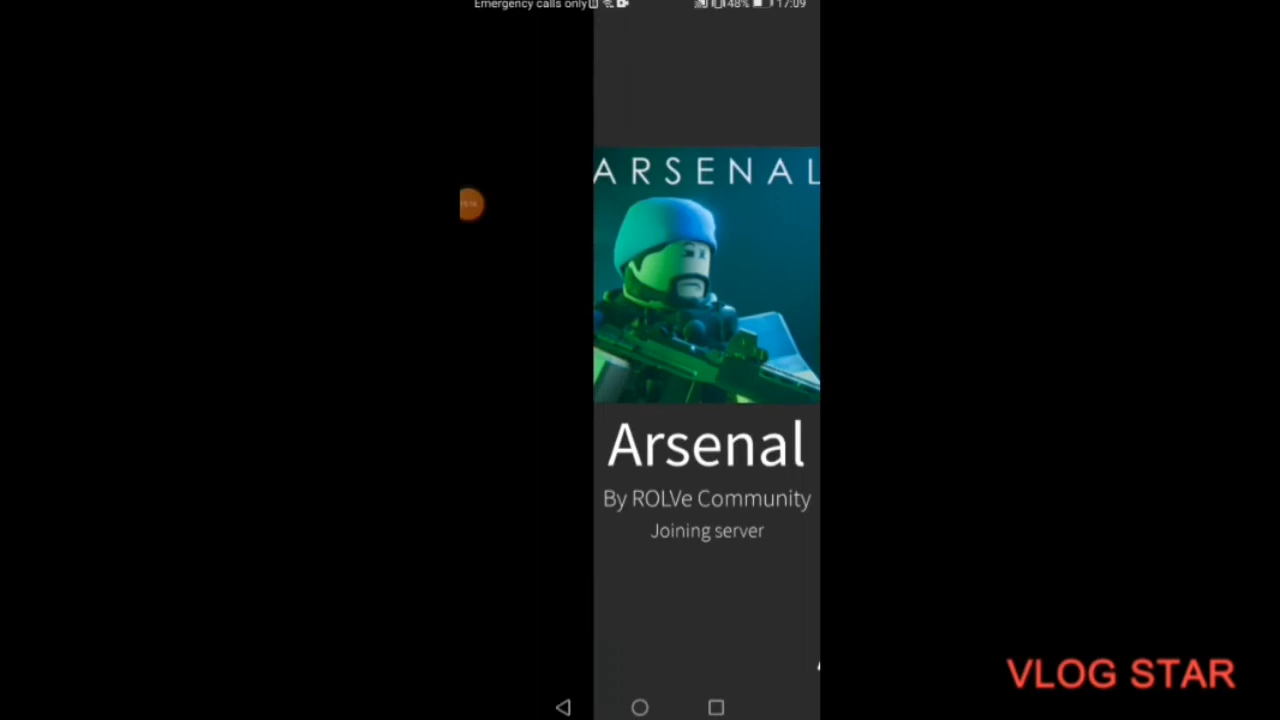 Emergency calls only
48% 17:09
ARSENAL
Arsenal
By ROLVe Community
Joining server
VLOG STAR